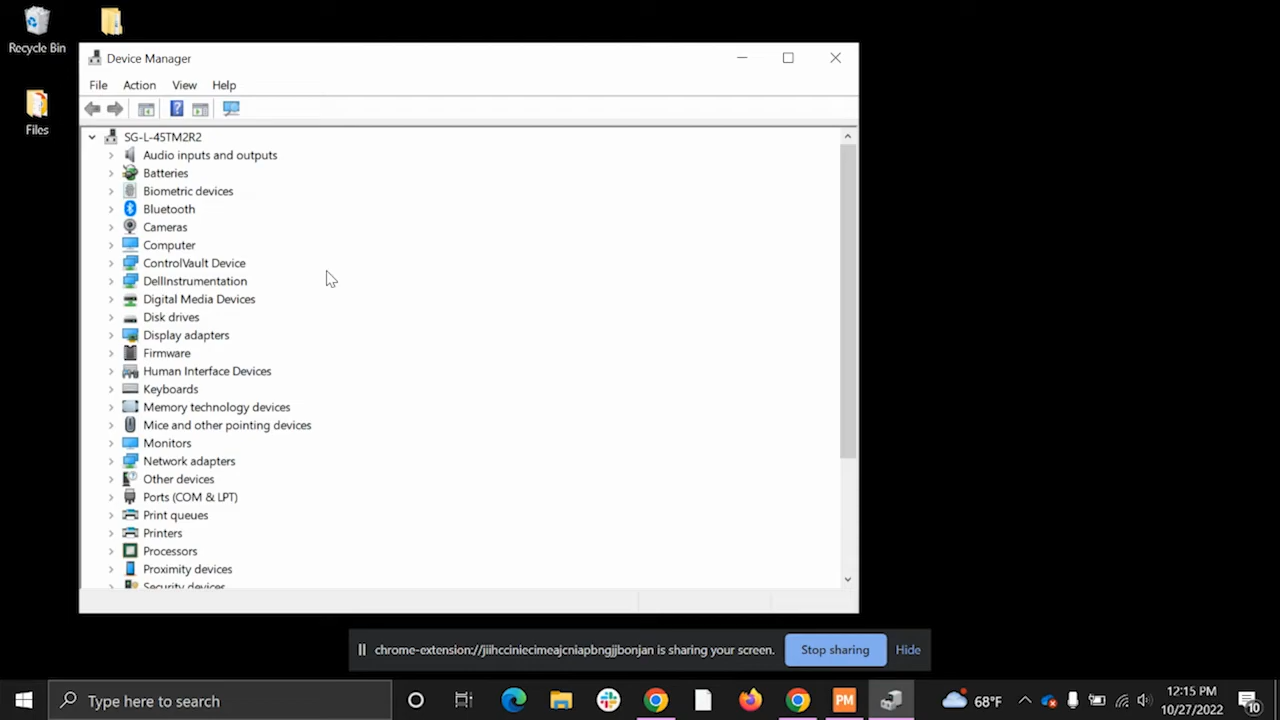 Recycle Bin
Files
Device Manager
File Action View Help
SG-L-45TM2R2
Audio inputs and outputs
Batteries
Biometric devices
Bluetooth
Cameras
Computer
ControlVault Device
DellInstrumentation
Digital Media Devices
Disk drives
Display adapters
Firmware
Human Interface Devices
Keyboards
Memory technology devices
Mice and other pointing devices
Monitors
Network adapters
Other devices
Ports (COM & LPT)
Print queues
Printers
Processors
Proximity devices
Security devices
chrome-extension://jiihcciniecimeajcniapbngjjbonjan is sharing your screen. Stop sharing Hide
Type here to search
PM
68°F
12:15 PM
10/27/2022
10